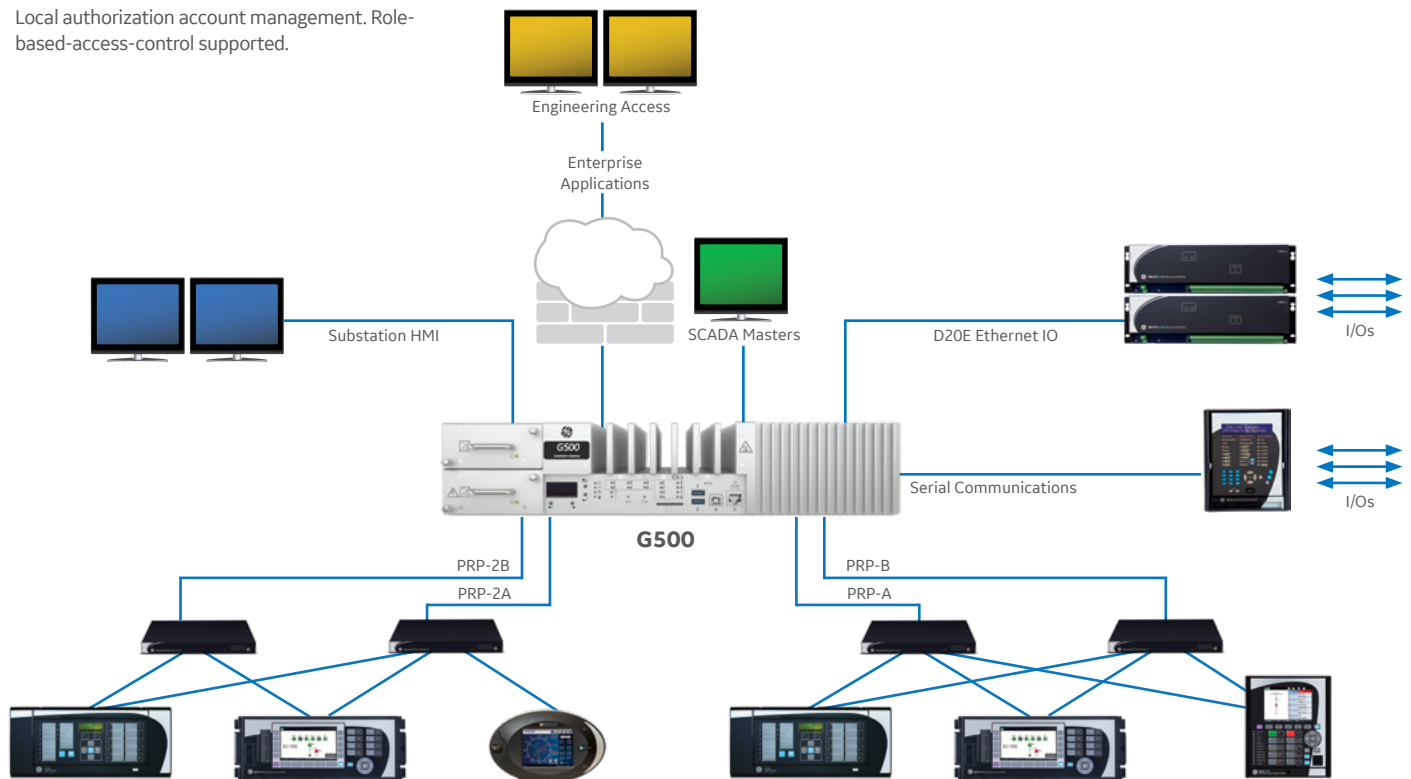 Local authorization account management. Role-
based-access-control supported.
Engineering Access
Enterprise
Applications
Substation HMI
SCADA Masters
D20E Ethernet IO
I/Os
G500
Serial Communications
I/Os
G500
PRP-2B
PRP-2A
PRP-B
PRP-A